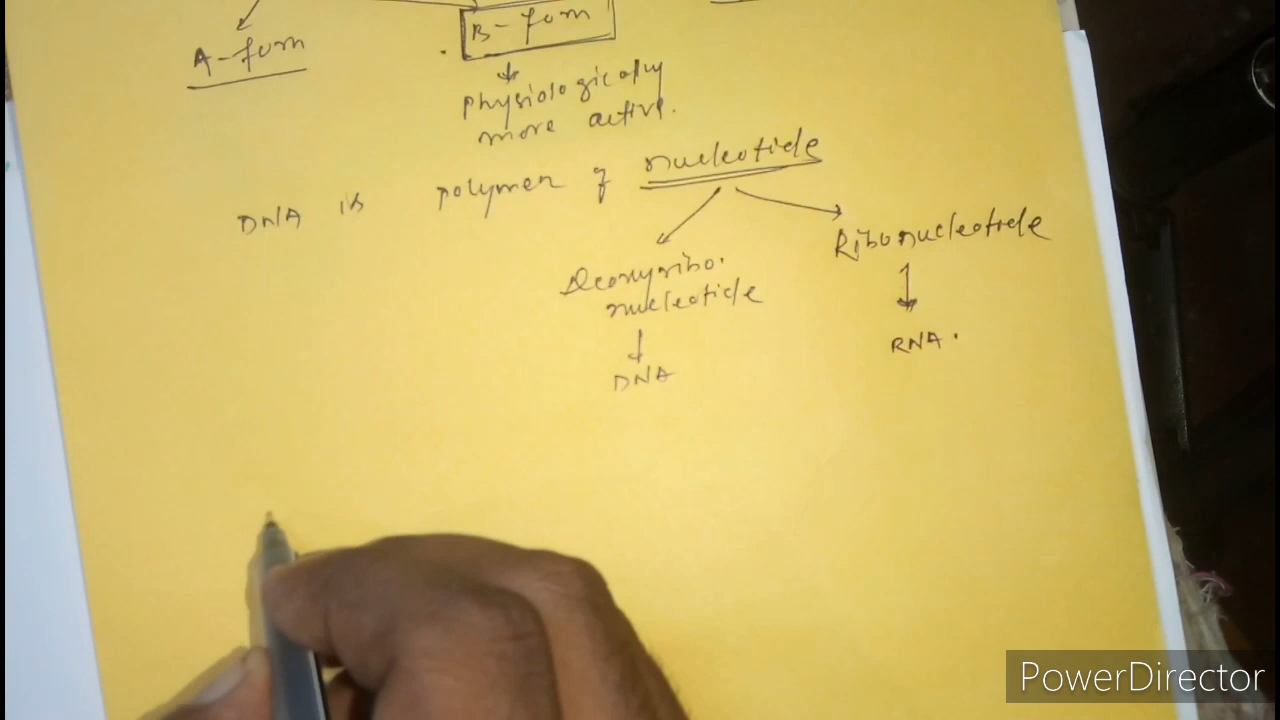 A-form
B-form
physiologically
more active.
DNA is polymer of nucleotide
Deoxyribo.
nucleotide
DNA
Ribonucleotide
RNA.
PowerDirector